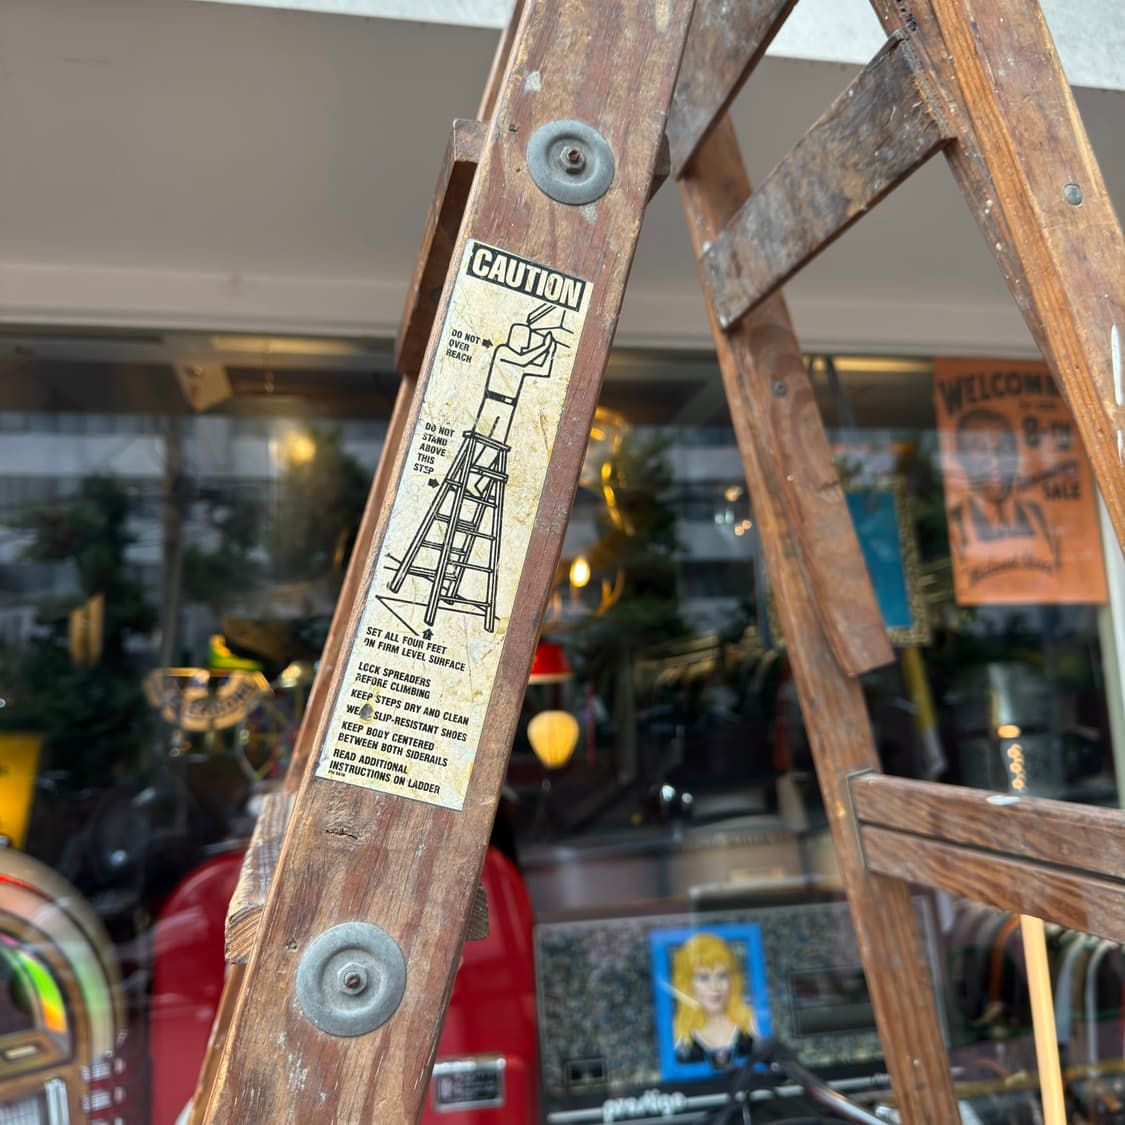 CAUTION
DO NOT
OVER
REACH
DO NOT
STAND
ABOVE
THIS
STEP
SET ALL FOUR FEET
ON FIRM LEVEL SURFACE
LOCK SPREADERS
BEFORE CLIMBING
KEEP STEPS DRY AND CLEAN
WEAR SLIP-RESISTANT SHOES
KEEP BODY CENTERED
BETWEEN BOTH SIDERAILS
READ ADDITIONAL
INSTRUCTIONS ON LADDER
WELCOME
SALE
prestige